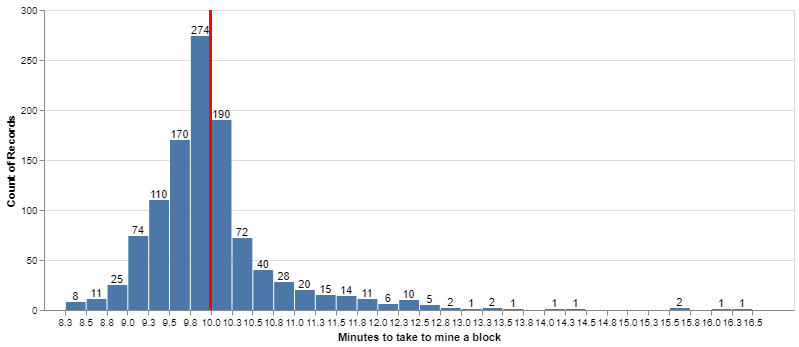 300
250
200
150
100
50
0
Count of Records
8 11 25 74 110 170 274 190 72 40 28 20 15 14 11 6 10 5 2 1 2 1 1 1 2 1 1
8.3 8.5 8.8 9.0 9.3 9.5 9.8 10.0 10.3 10.5 10.8 11.0 11.3 11.5 11.8 12.0 12.3 12.5 12.8 13.0 13.3 13.5 13.8 14.0 14.3 14.5 14.8 15.0 15.3 15.5 15.8 16.0 16.3 16.5
Minutes to take to mine a block